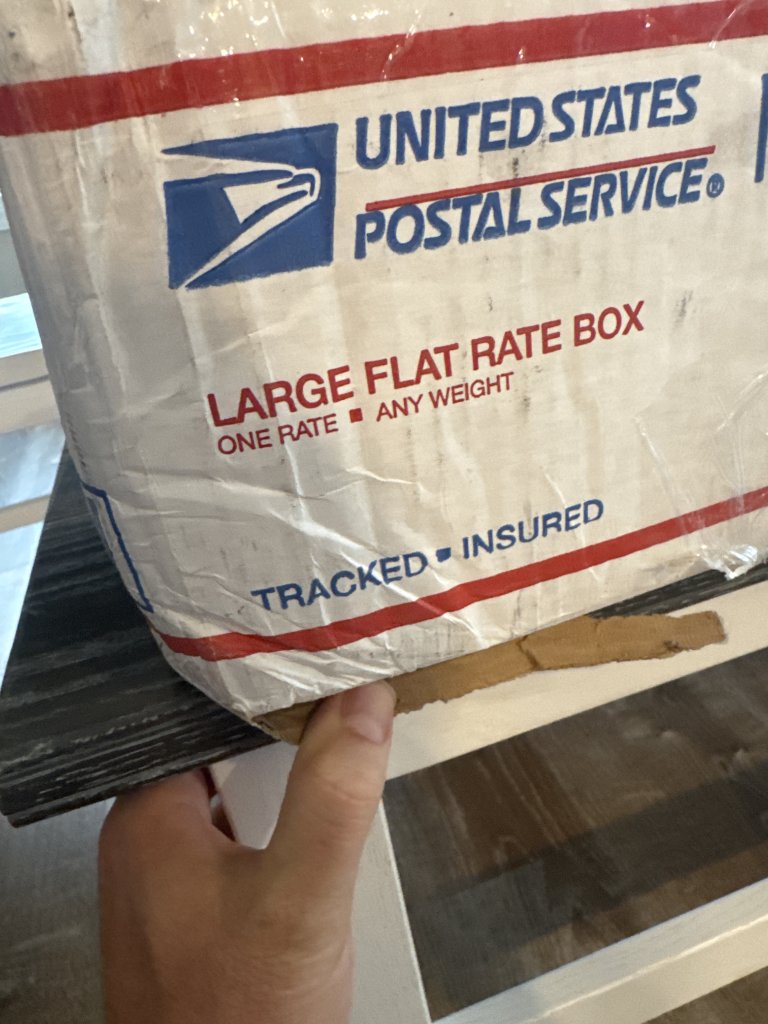 UNITED STATES
POSTAL SERVICE®
LARGE FLAT RATE BOX
ONE RATE ▪ ANY WEIGHT
TRACKED ▪ INSURED